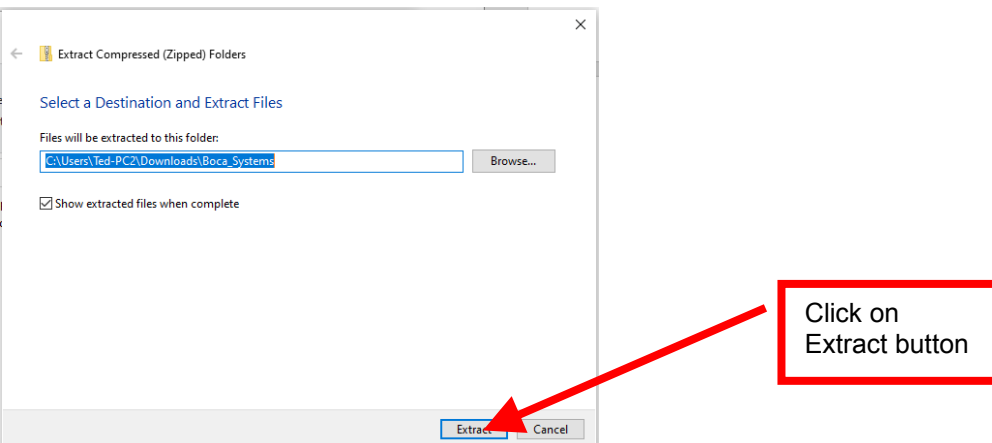 Extract Compressed (Zipped) Folders
Select a Destination and Extract Files
Files will be extracted to this folder:
C:\Users\Ted-PC2\Downloads\Boca_Systems
Browse...
Show extracted files when complete
Click on
Extract button
Extract
Cancel